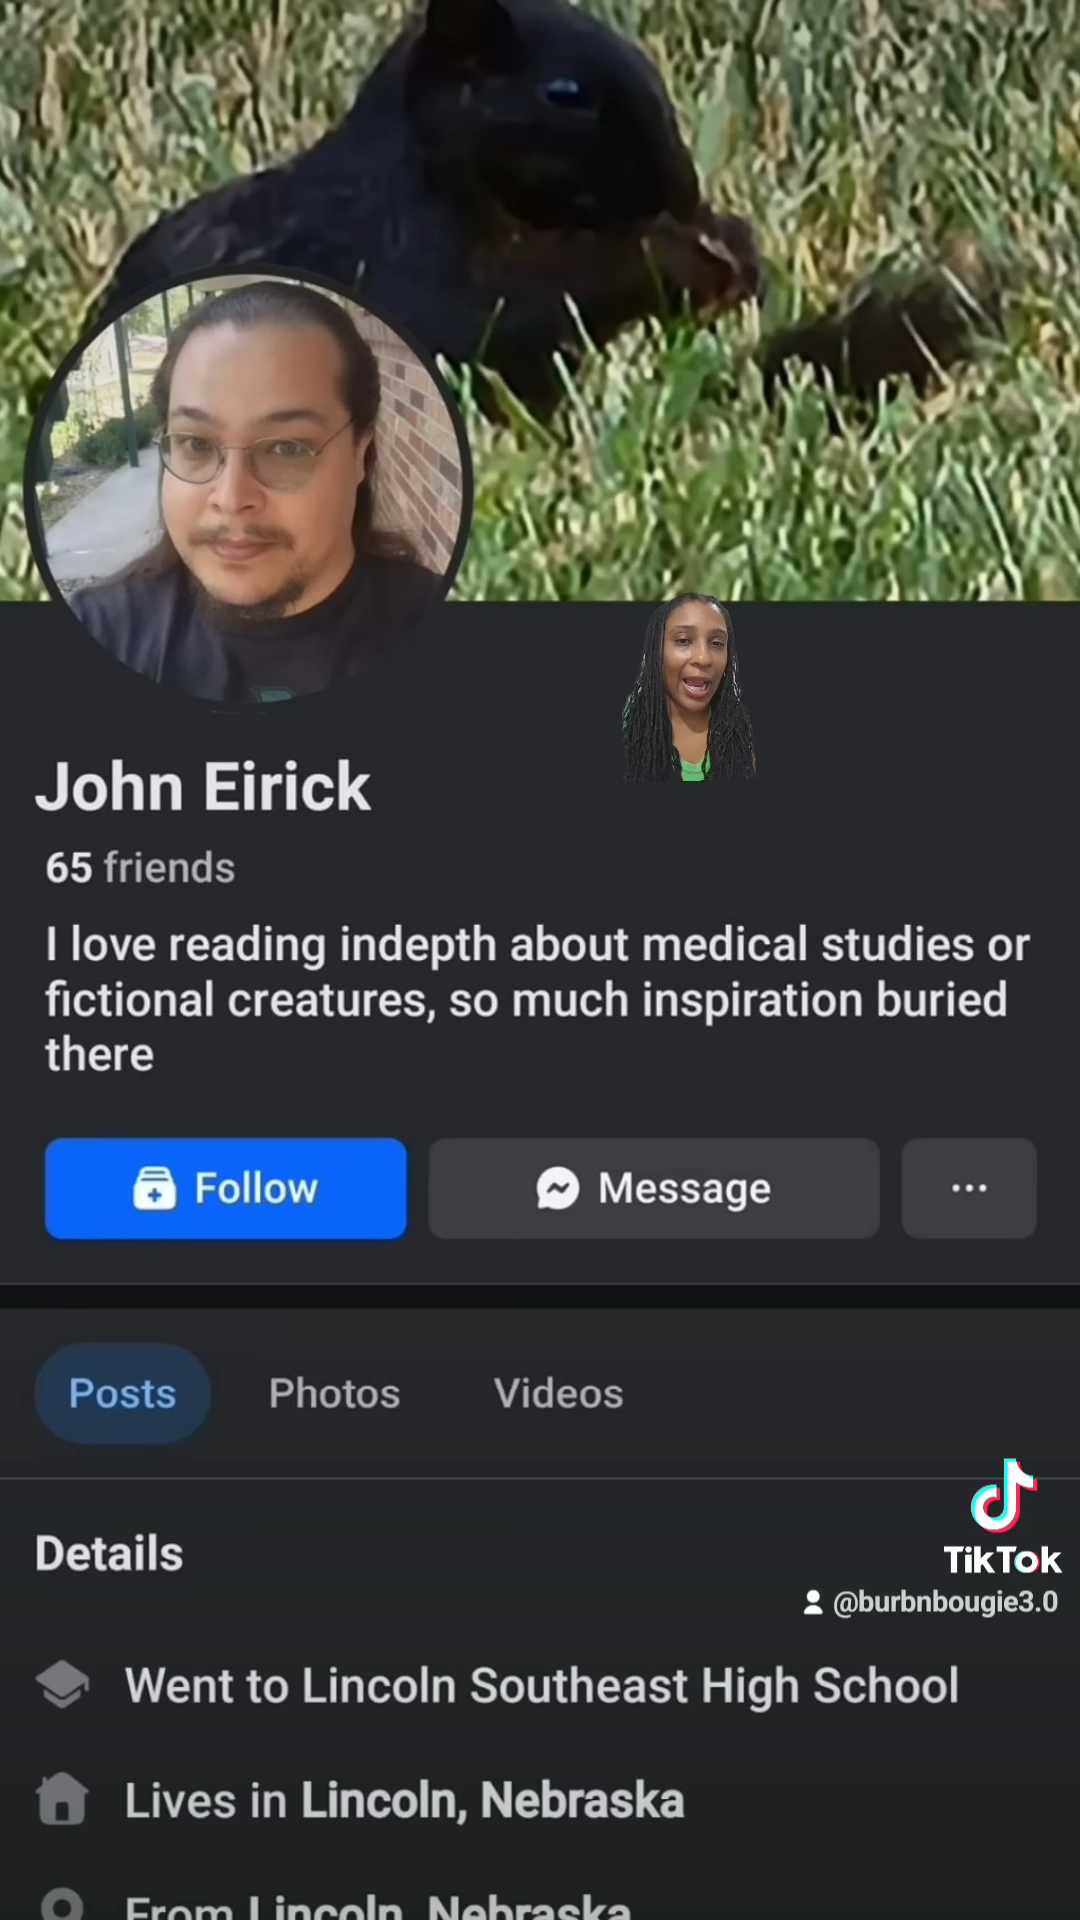 John Eirick
65 friends
I love reading indepth about medical studies or
fictional creatures, so much inspiration buried
there
Follow
Message
Posts
Photos
Videos
Details
TikTok
@burbnbougie3.0
Went to Lincoln Southeast High School
Lives in Lincoln, Nebraska
From Lincoln, Nebraska